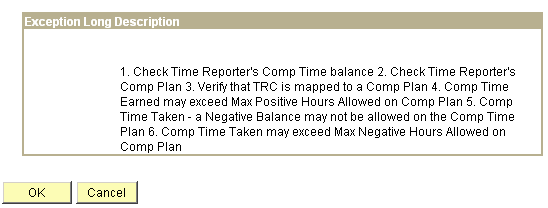 Exception Long Description
1. Check Time Reporter's Comp Time balance 2. Check Time Reporter's
Comp Plan 3. Verify that TRC is mapped to a Comp Plan 4. Comp Time
Earned may exceed Max Positive Hours Allowed on Comp Plan 5. Comp
Time Taken - a Negative Balance may not be allowed on the Comp Time
Plan 6. Comp Time Taken may exceed Max Negative Hours Allowed on
Comp Plan
OK Cancel